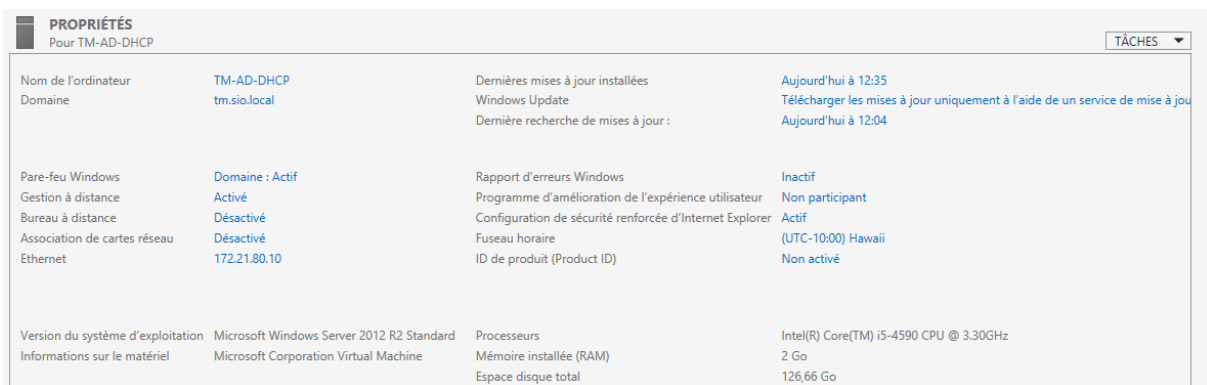 PROPRIÉTÉS
Pour TM-AD-DHCP
TÂCHES
Nom de l'ordinateur TM-AD-DHCP Dernières mises à jour installées Aujourd'hui à 12:35
Domaine tm.sio.local Windows Update Télécharger les mises à jour uniquement à l'aide de un service de mise à jou
Dernière recherche de mises à jour : Aujourd'hui à 12:04
Pare-feu Windows Domaine : Actif Rapport d'erreurs Windows Inactif
Gestion à distance Activé Programme d'amélioration de l'expérience utilisateur Non participant
Bureau à distance Désactivé Configuration de sécurité renforcée d'Internet Explorer Actif
Association de cartes réseau Désactivé Fuseau horaire (UTC-10:00) Hawaii
Ethernet 172.21.80.10 ID de produit (Product ID) Non activé
Version du système d'exploitation Microsoft Windows Server 2012 R2 Standard Processeurs Intel(R) Core(TM) i5-4590 CPU @ 3.30GHz
Informations sur le matériel Microsoft Corporation Virtual Machine Mémoire installée (RAM) 2 Go
Espace disque total 126,66 Go